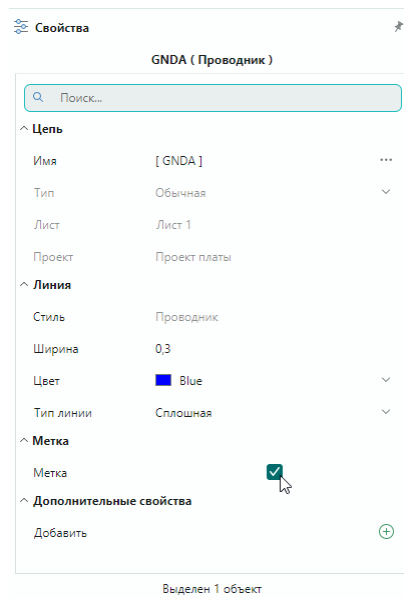 Свойства
GNDA ( Проводник )
Поиск...
Цепь
Имя [ GNDA ] ...
Тип Обычная
Лист Лист 1
Проект Проект платы
Линия
Стиль Проводник
Ширина 0,3
Цвет Blue
Тип линии Сплошная
Метка
Метка
Дополнительные свойства
Добавить
Выделен 1 объект